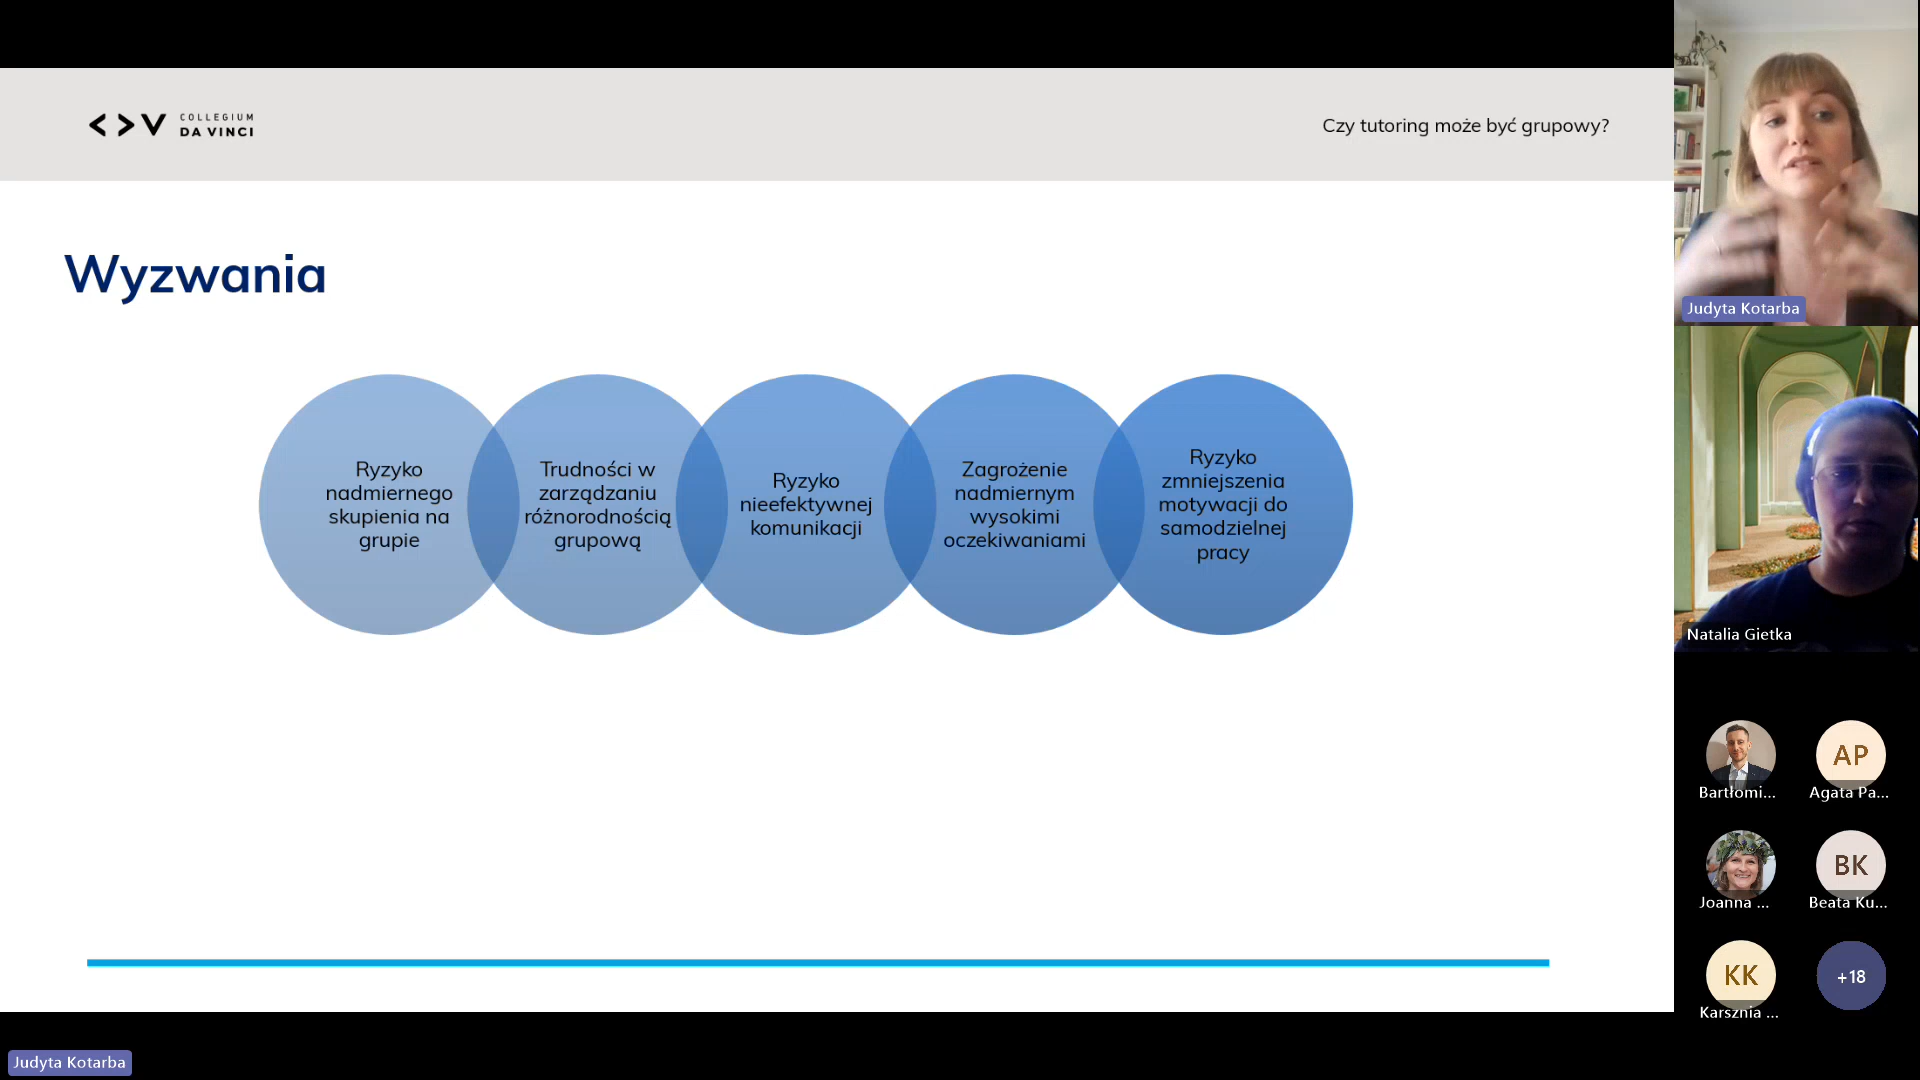 COLLEGIUM
DA VINCI
Czy tutoring może być grupowy?
Wyzwania
Ryzyko
nadmiernego
skupienia na
grupie
Trudności w
zarządzaniu
różnorodnością
grupową
Ryzyko
nieefektywnej
komunikacji
Zagrożenie
nadmiernym
wysokimi
oczekiwaniami
Ryzyko
zmniejszenia
motywacji do
samodzielnej
pracy
Judyta Kotarba
Natalia Gietka
Bartłomi...
AP
Agata Pa...
Joanna ...
BK
Beata Ku...
KK
Karsznia ...
+18
Judyta Kotarba